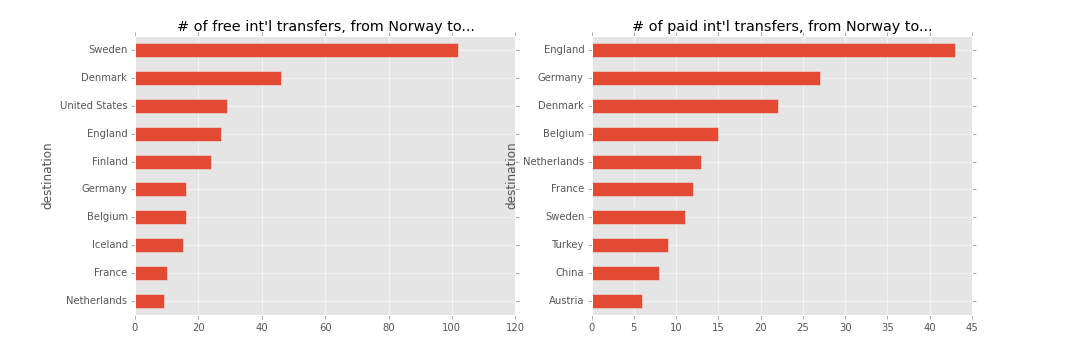 # of free int'l transfers, from Norway to...
destination
Sweden
Denmark
United States
England
Finland
Germany
Belgium
Iceland
France
Netherlands
0 20 40 60 80 100 120
# of paid int'l transfers, from Norway to...
destination
England
Germany
Denmark
Belgium
Netherlands
France
Sweden
Turkey
China
Austria
0 5 10 15 20 25 30 35 40 45